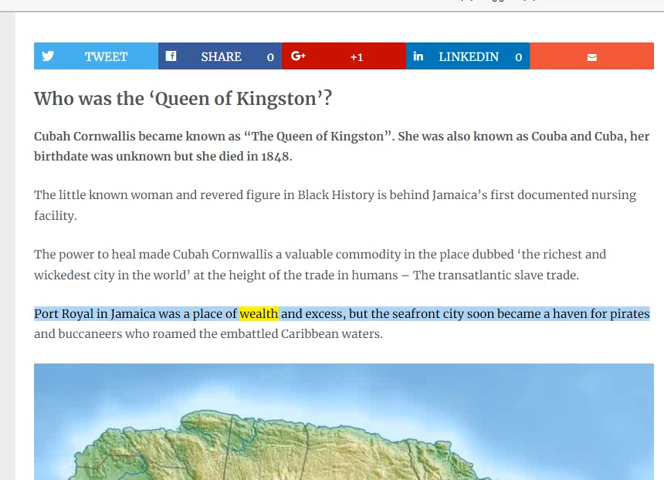 TWEET SHARE 0 G+ +1 in LINKEDIN 0
Who was the ‘Queen of Kingston’?
Cubah Cornwallis became known as “The Queen of Kingston”. She was also known as Couba and Cuba, her
birthdate was unknown but she died in 1848.
The little known woman and revered figure in Black History is behind Jamaica’s first documented nursing
facility.
The power to heal made Cubah Cornwallis a valuable commodity in the place dubbed ‘the richest and
wickedest city in the world’ at the height of the trade in humans – The transatlantic slave trade.
Port Royal in Jamaica was a place of wealth and excess, but the seafront city soon became a haven for pirates
and buccaneers who roamed the embattled Caribbean waters.